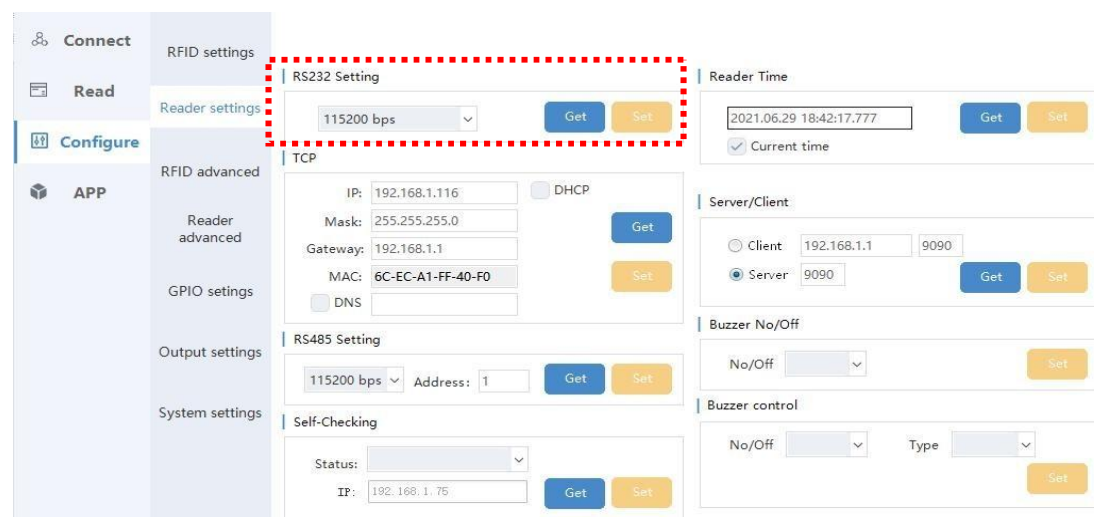 Connect
Read
Configure
APP
RFID settings
Reader settings
RFID advanced
Reader
advanced
GPIO setings
Output settings
System settings
RS232 Setting
115200 bps
Get
Set
TCP
IP:
192.168.1.116
DHCP
Mask:
255.255.255.0
Get
Gateway:
192.168.1.1
MAC:
6C-EC-A1-FF-40-F0
Set
DNS
RS485 Setting
115200 bps
Address:
1
Get
Set
Self-Checking
Status:
IP:
192.168.1.75
Get
Set
Reader Time
2021.06.29 18:42:17.777
Get
Set
Current time
Server/Client
Client
192.168.1.1
9090
Server
9090
Get
Set
Buzzer No/Off
No/Off
Set
Buzzer control
No/Off
Type
Set